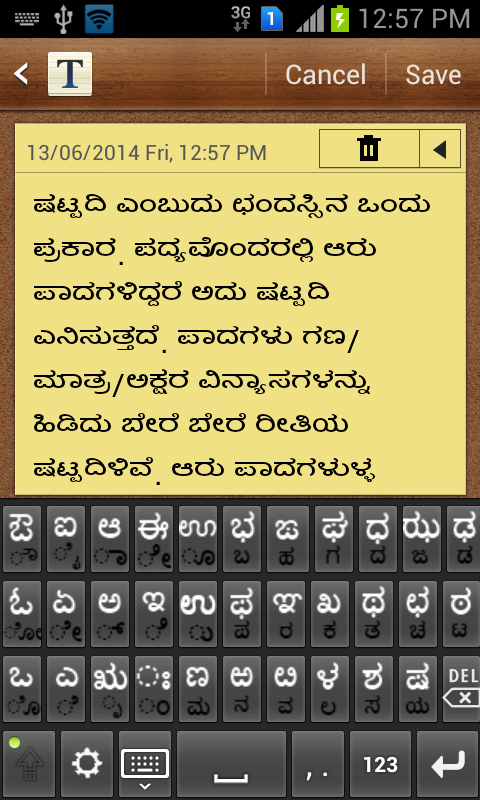 3G 1 12:57 PM
T Cancel Save
13/06/2014 Fri, 12:57 PM
ಷಟ್ಪದಿ ಎಂಬುದು ಛಂದಸ್ಸಿನ ಒಂದು
ಪ್ರಕಾರ. ಪದ್ಯವೊಂದರಲ್ಲಿ ಆರು
ಪಾದಗಳಿದ್ದರೆ ಅದು ಷಟ್ಪದಿ
ಎನಿಸುತ್ತದೆ. ಪಾದಗಳು ಗಣ/
ಮಾತ್ರ/ಅಕ್ಷರ ವಿನ್ಯಾಸಗಳನ್ನು
ಹಿಡಿದು ಬೇರೆ ಬೇರೆ ರೀತಿಯ
ಷಟ್ಪದಿಳಿವೆ. ಆರು ಪಾದಗಳುಳ್ಳ
ಔ ಐ ಆ ಈ ಊ ಭ ಙ ಘ ಧ ಝ ಢ
ೌ ೈ ಾ ೀ ೂ ಬ ಹ ಗ ದ ಜ ಡ
ಓ ಏ ಅ ಇ ಉ ಫ ಞ ಖ ಥ ಛ ಠ
ೋ ೇ ್ ಿ ು ಪ ರ ಕ ತ ಚ ಟ
ಒ ಎ ಋ ಃ ಣ ಱ ೞ ಳ ಶ ಷ DEL
ೊ ೆ ೃ ಂ ಮ ನ ವ ಲ ಸ ಯ
, . 123